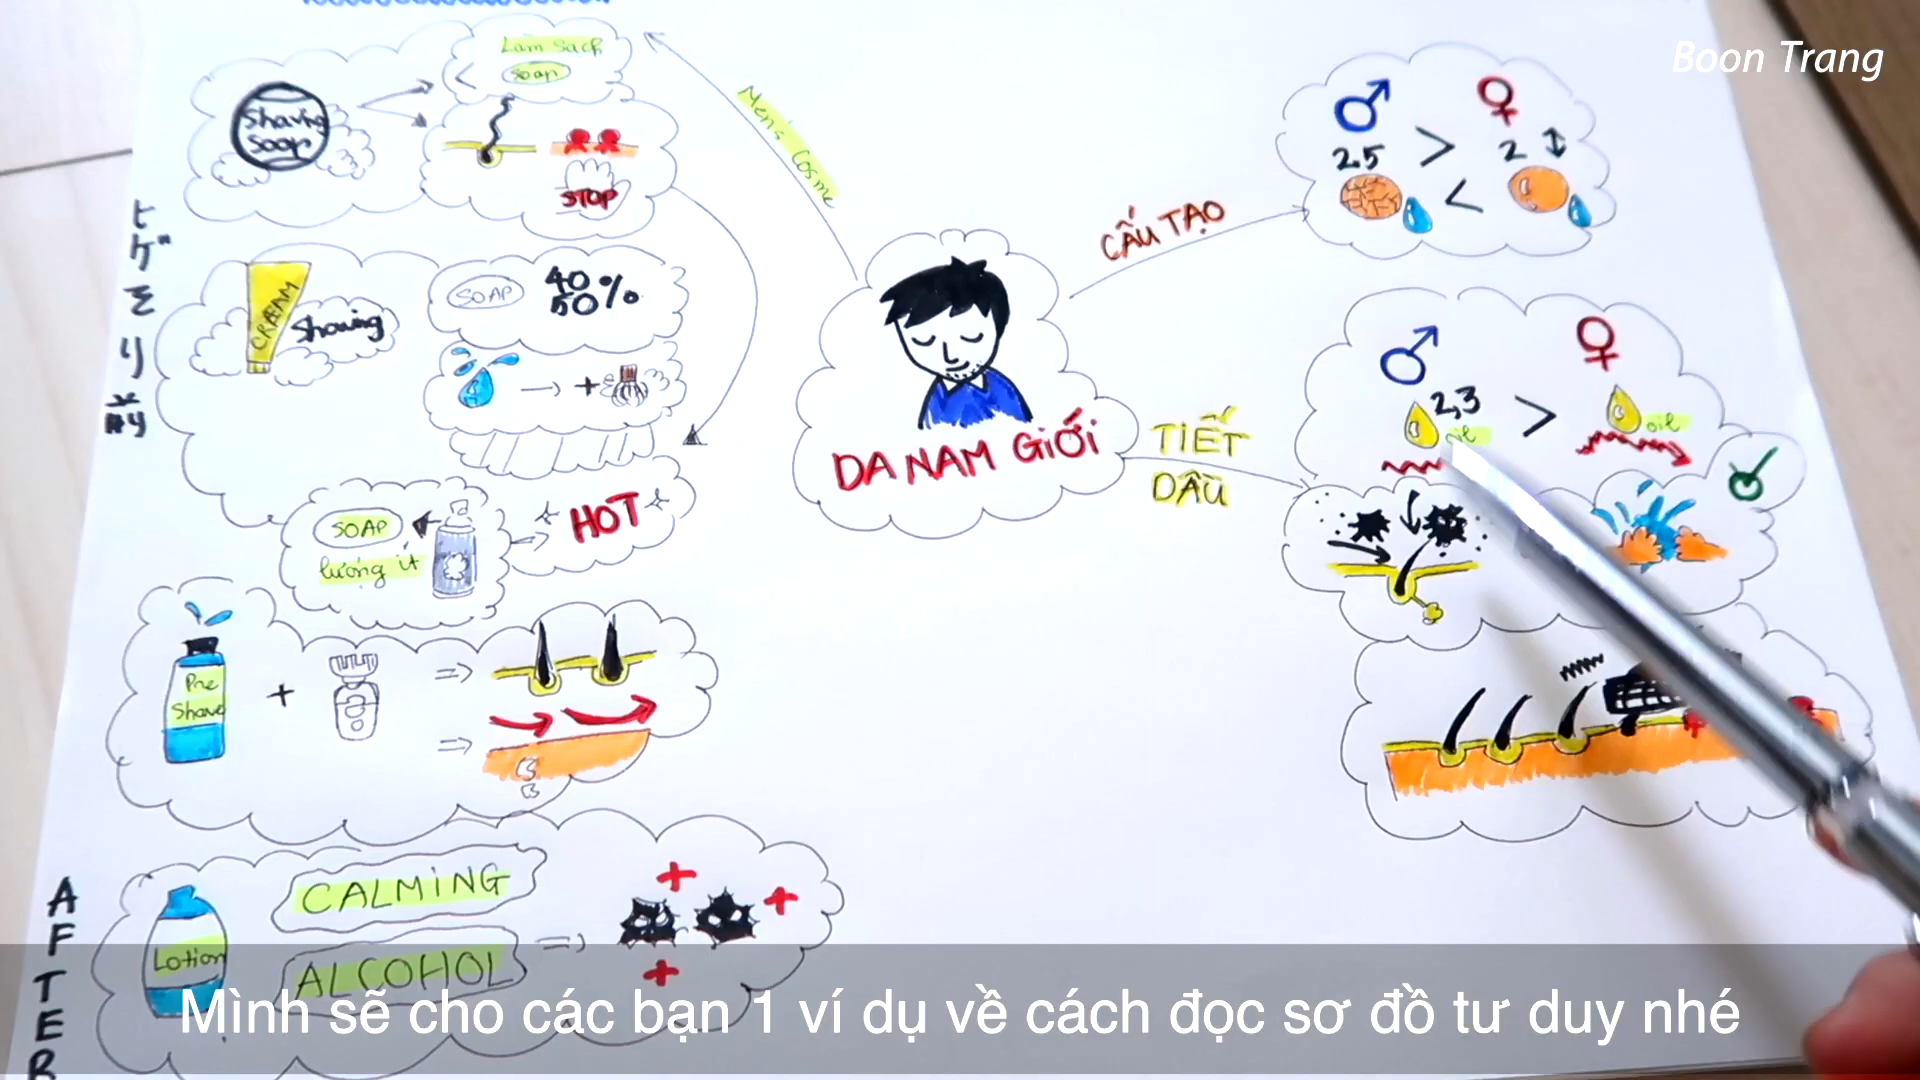 Boon Trang
Làm sạch
soap
Shaving
Soap
STOP
Men's Cosme
CẤU TẠO
2,5 > 2
<
ヒゲそり
CREAM
Shaving
SOAP
40%
50%
+
DA NAM GIỚI
TIẾT
DẦU
2,3
oil
>
oil
SOAP
lượng ít
HOT
Pre
Shave
+
AFTER
Lotion
CALMING
ALCOHOL
Mình sẽ cho các bạn 1 ví dụ về cách đọc sơ đồ tư duy nhé